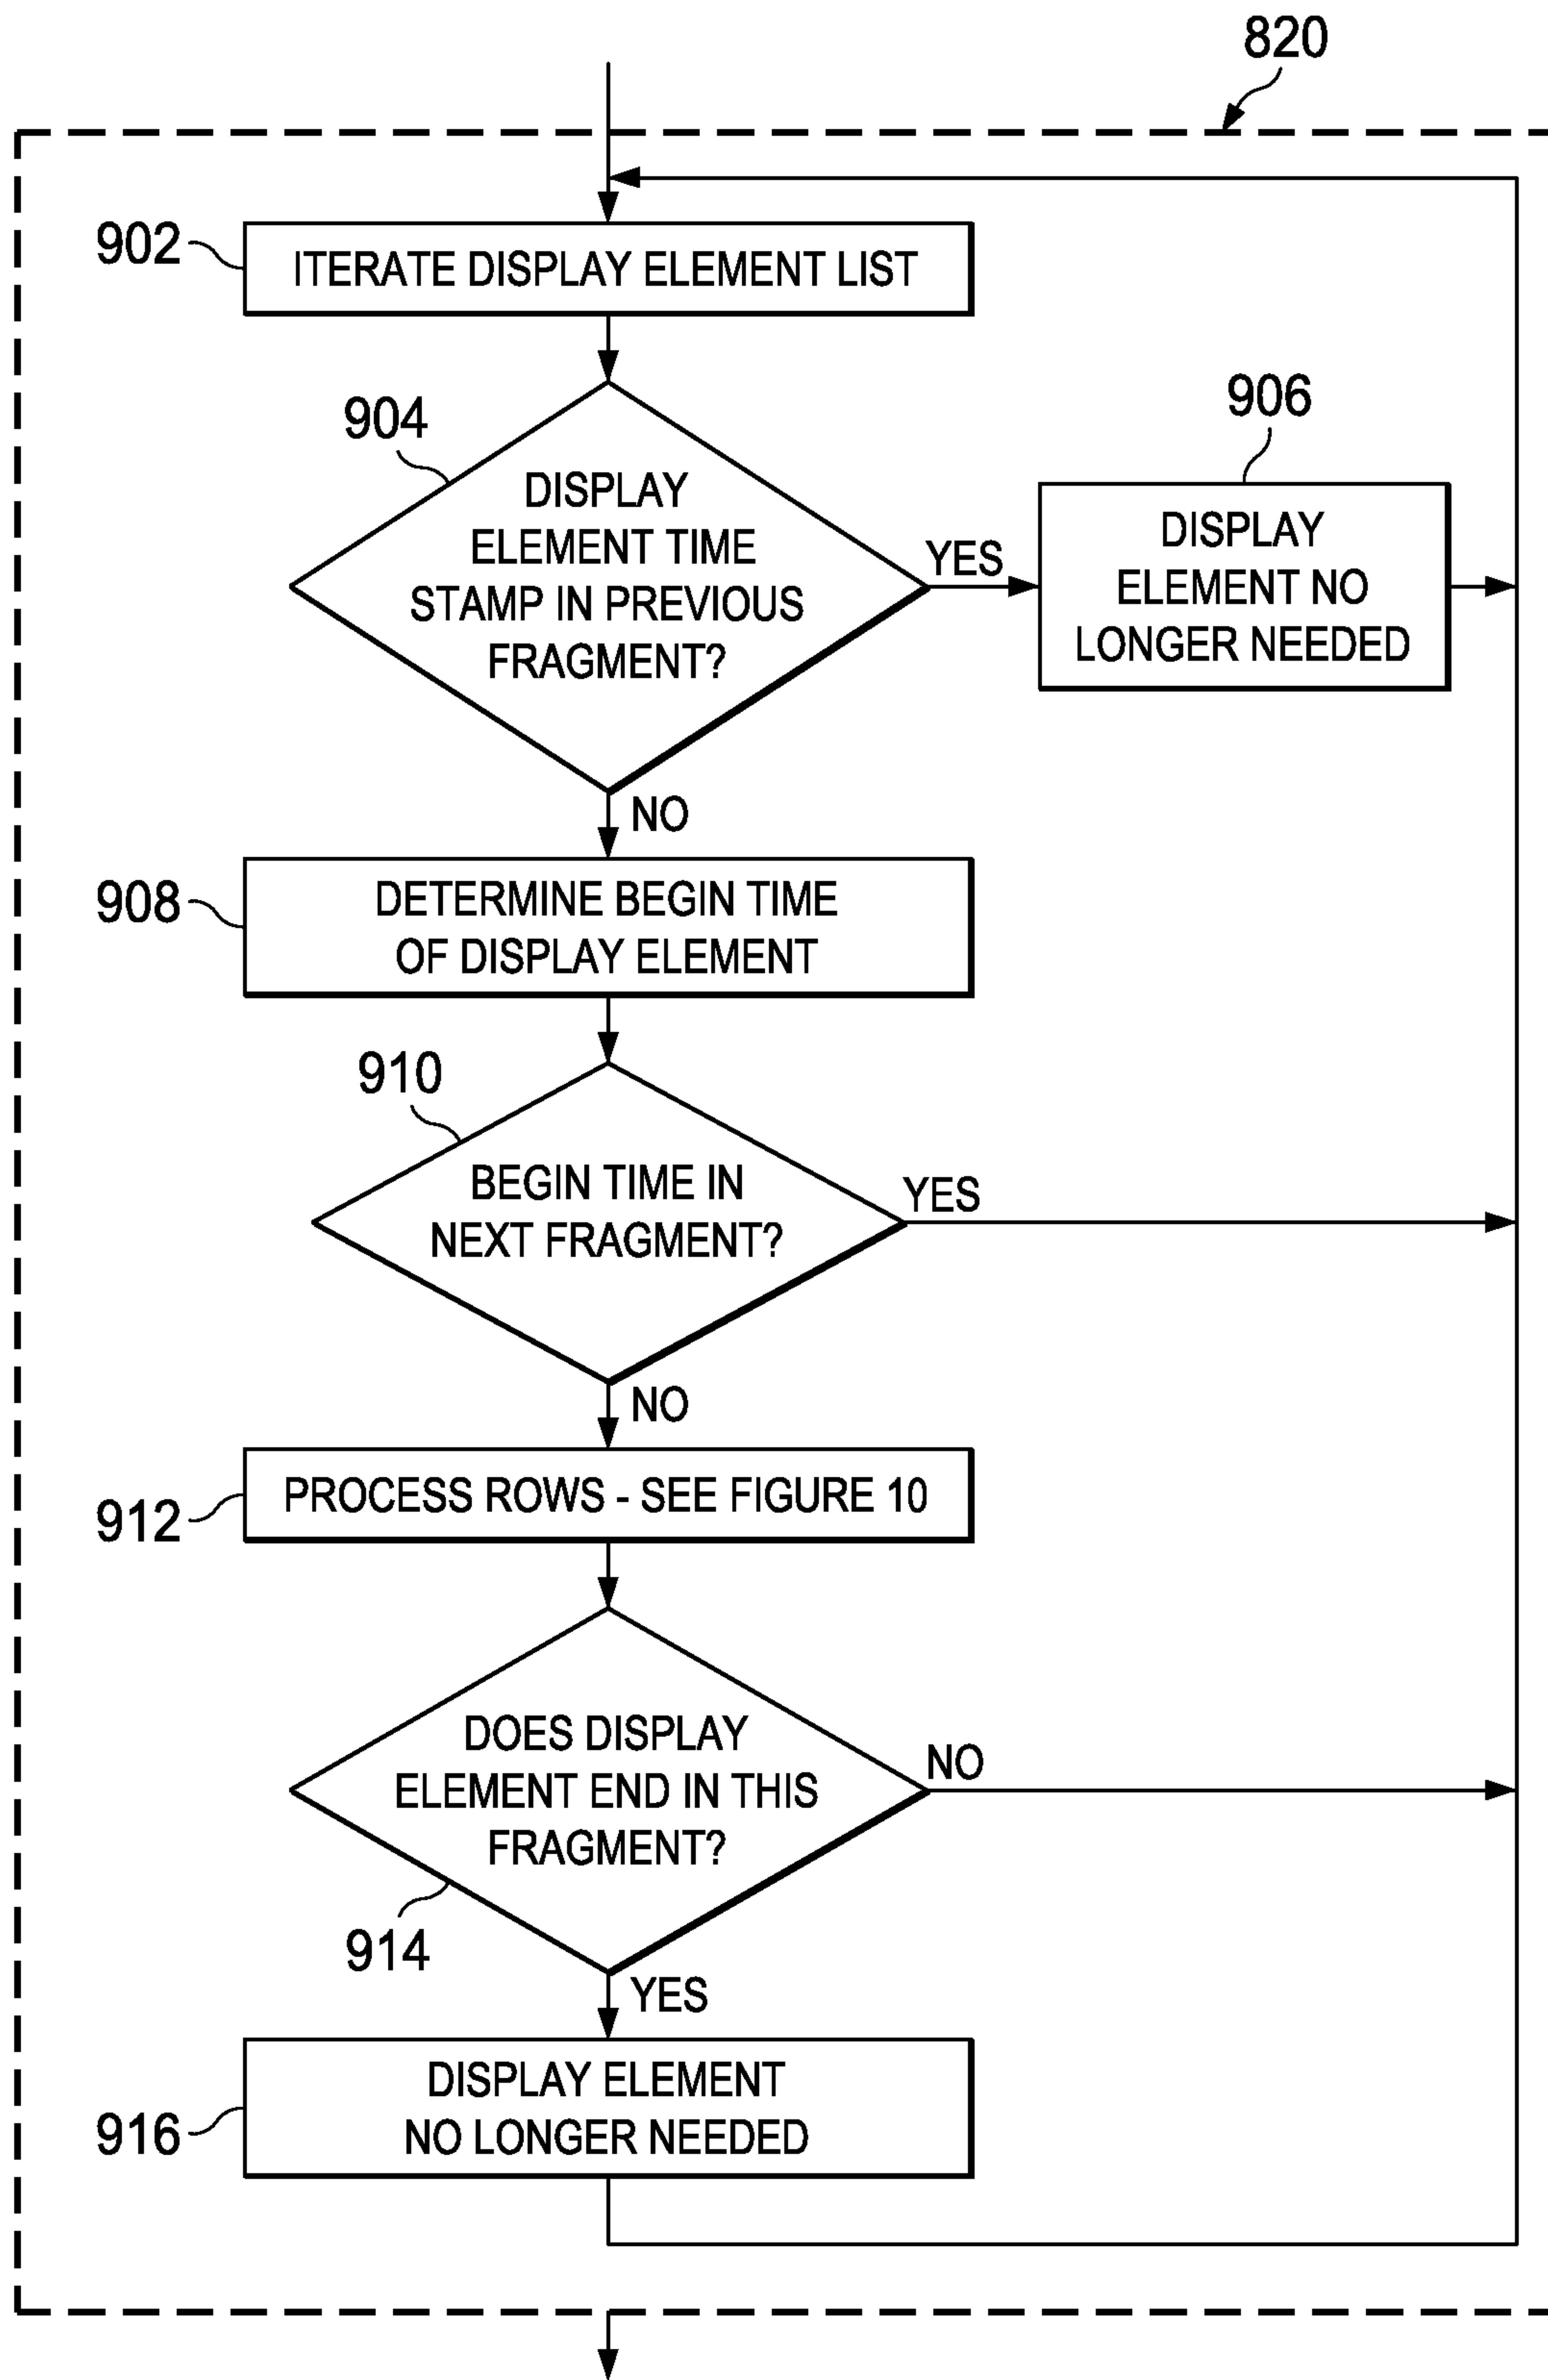 820
902
ITERATE DISPLAY ELEMENT LIST
904
906
DISPLAY
ELEMENT TIME
STAMP IN PREVIOUS
FRAGMENT?
YES
DISPLAY
ELEMENT NO
LONGER NEEDED
NO
908
DETERMINE BEGIN TIME
OF DISPLAY ELEMENT
910
BEGIN TIME IN
NEXT FRAGMENT?
YES
NO
912
PROCESS ROWS - SEE FIGURE 10
DOES DISPLAY
ELEMENT END IN THIS
FRAGMENT?
NO
914
YES
916
DISPLAY ELEMENT
NO LONGER NEEDED